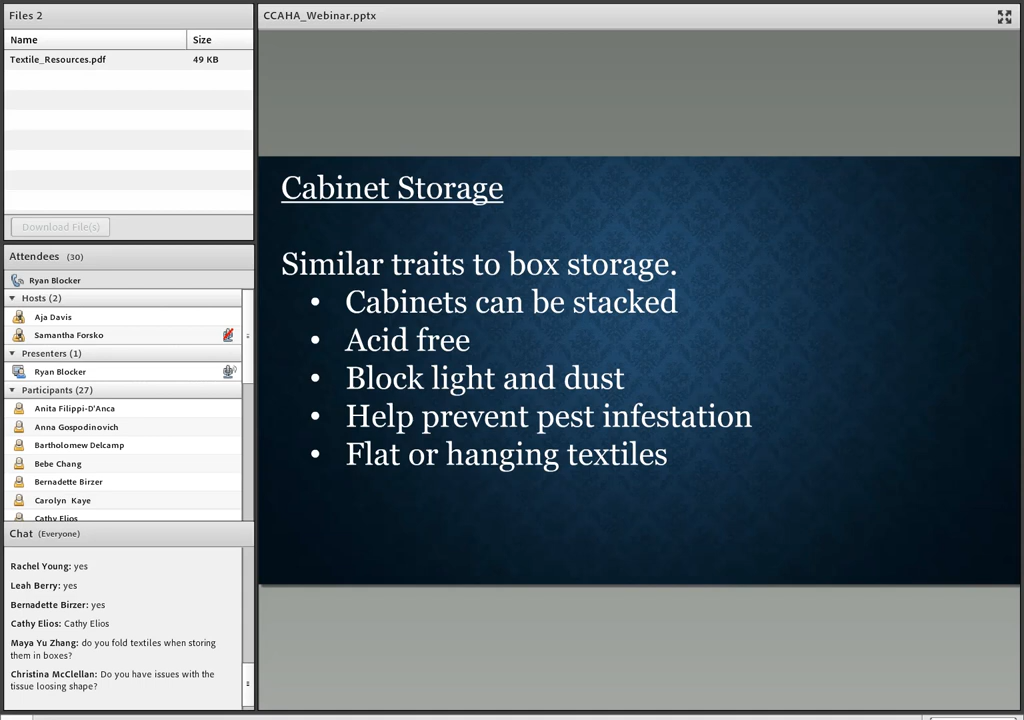 Files 2
Name Size
Textile_Resources.pdf 49 KB
Download File(s)
Attendees (30)
Ryan Blocker
Hosts (2)
Aja Davis
Samantha Forsko
Presenters (1)
Ryan Blocker
Participants (27)
Anita Filippi-D'Anca
Anna Gospodinovich
Bartholomew Delcamp
Bebe Chang
Bernadette Birzer
Carolyn Kaye
Cathy Elios
Chat (Everyone)
Rachel Young: yes
Leah Berry: yes
Bernadette Birzer: yes
Cathy Elios: Cathy Elios
Maya Yu Zhang: do you fold textiles when storing
them in boxes?
Christina McClellan: Do you have issues with the
tissue loosing shape?
CCAHA_Webinar.pptx
Cabinet Storage
Similar traits to box storage.
• Cabinets can be stacked
• Acid free
• Block light and dust
• Help prevent pest infestation
• Flat or hanging textiles